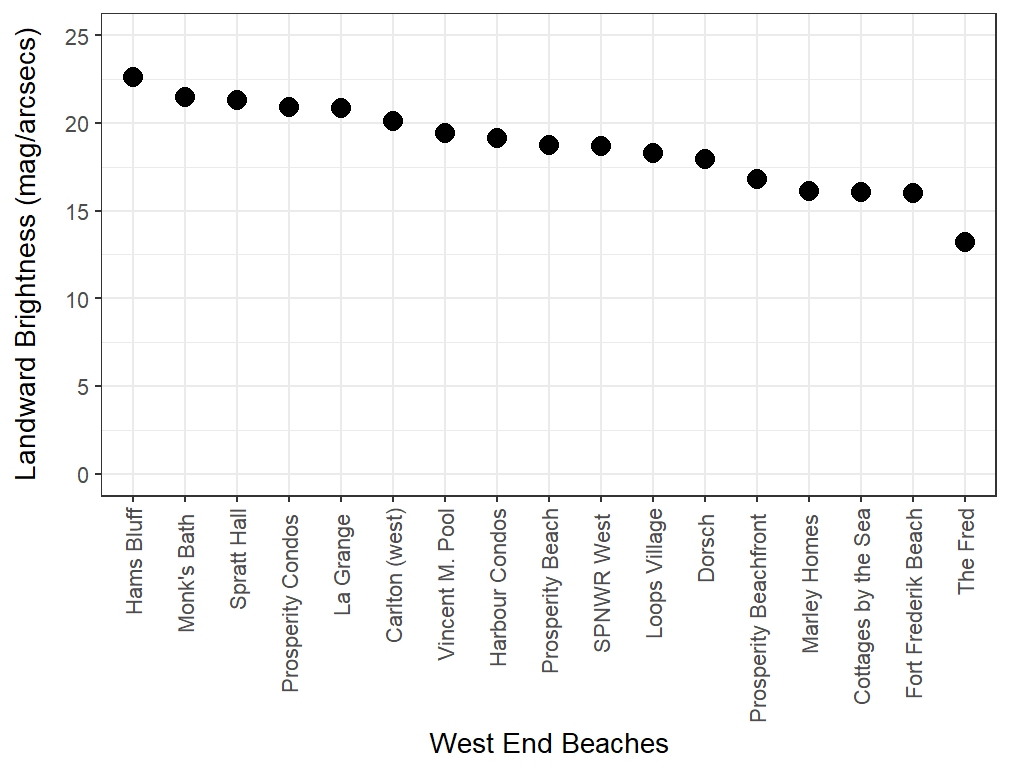 Landward Brightness (mag/arcsecs)
25
20
15
10
5
0
Hams Bluff
Monk's Bath
Spratt Hall
Prosperity Condos
La Grange
Carlton (west)
Vincent M. Pool
Harbour Condos
Prosperity Beach
SPNWR West
Loops Village
Dorsch
Prosperity Beachfront
Marley Homes
Cottages by the Sea
Fort Frederik Beach
The Fred
West End Beaches